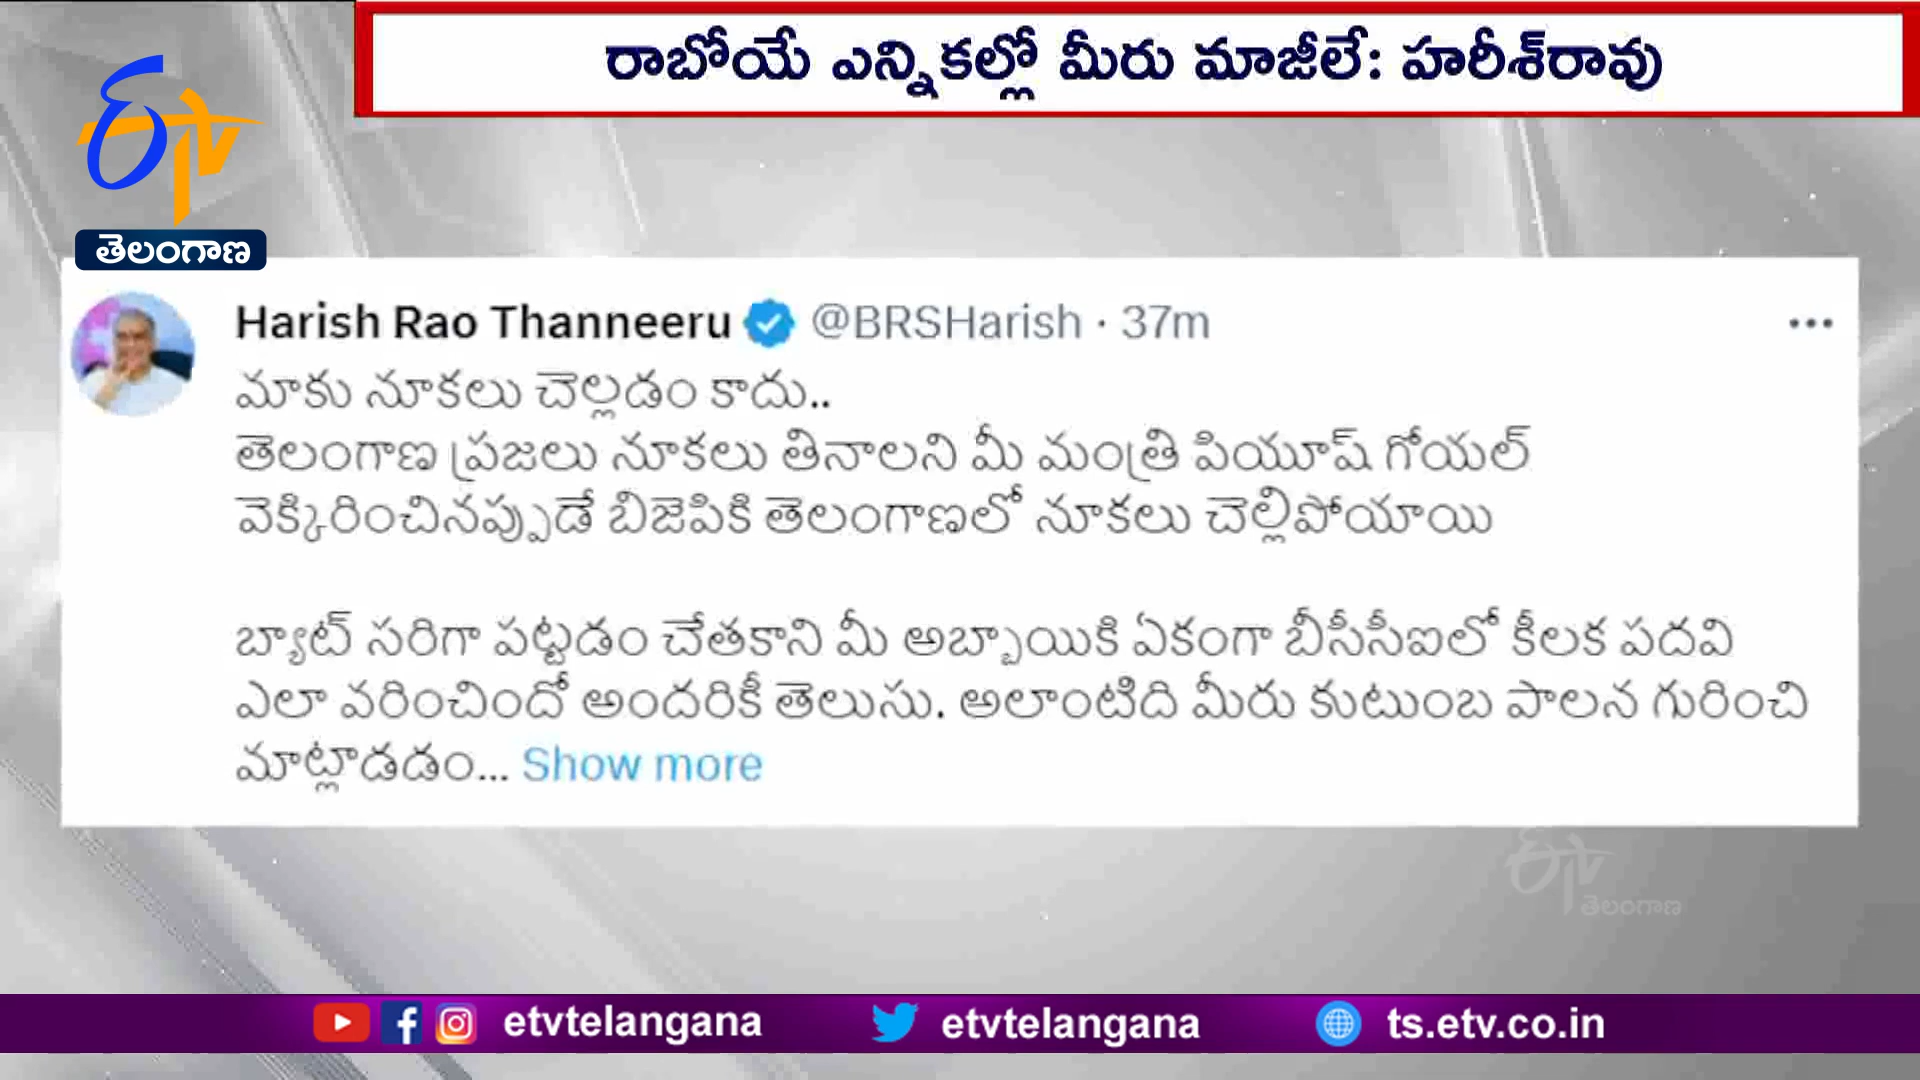 రాబోయే ఎన్నికల్లో మీరు మాజీలే: హరీశ్‌రావు
ETV
తెలంగాణ
Harish Rao Thanneeru @BRSHarish · 37m
మాకు నూకలు చెల్లడం కాదు..
తెలంగాణ ప్రజలు నూకలు తినాలని మీ మంత్రి పియూష్ గోయల్
వెక్కిరించినప్పుడే బిజెపికి తెలంగాణలో నూకలు చెల్లిపోయాయి
బ్యాట్ సరిగా పట్టడం చేతకాని మీ అబ్బాయికి ఏకంగా బీసీసీఐలో కీలక పదవి
ఎలా వరించిందో అందరికీ తెలుసు. అలాంటిది మీరు కుటుంబ పాలన గురించి
మాట్లాడడం... Show more
ETV
తెలంగాణ
etvtelangana etvtelangana ts.etv.co.in